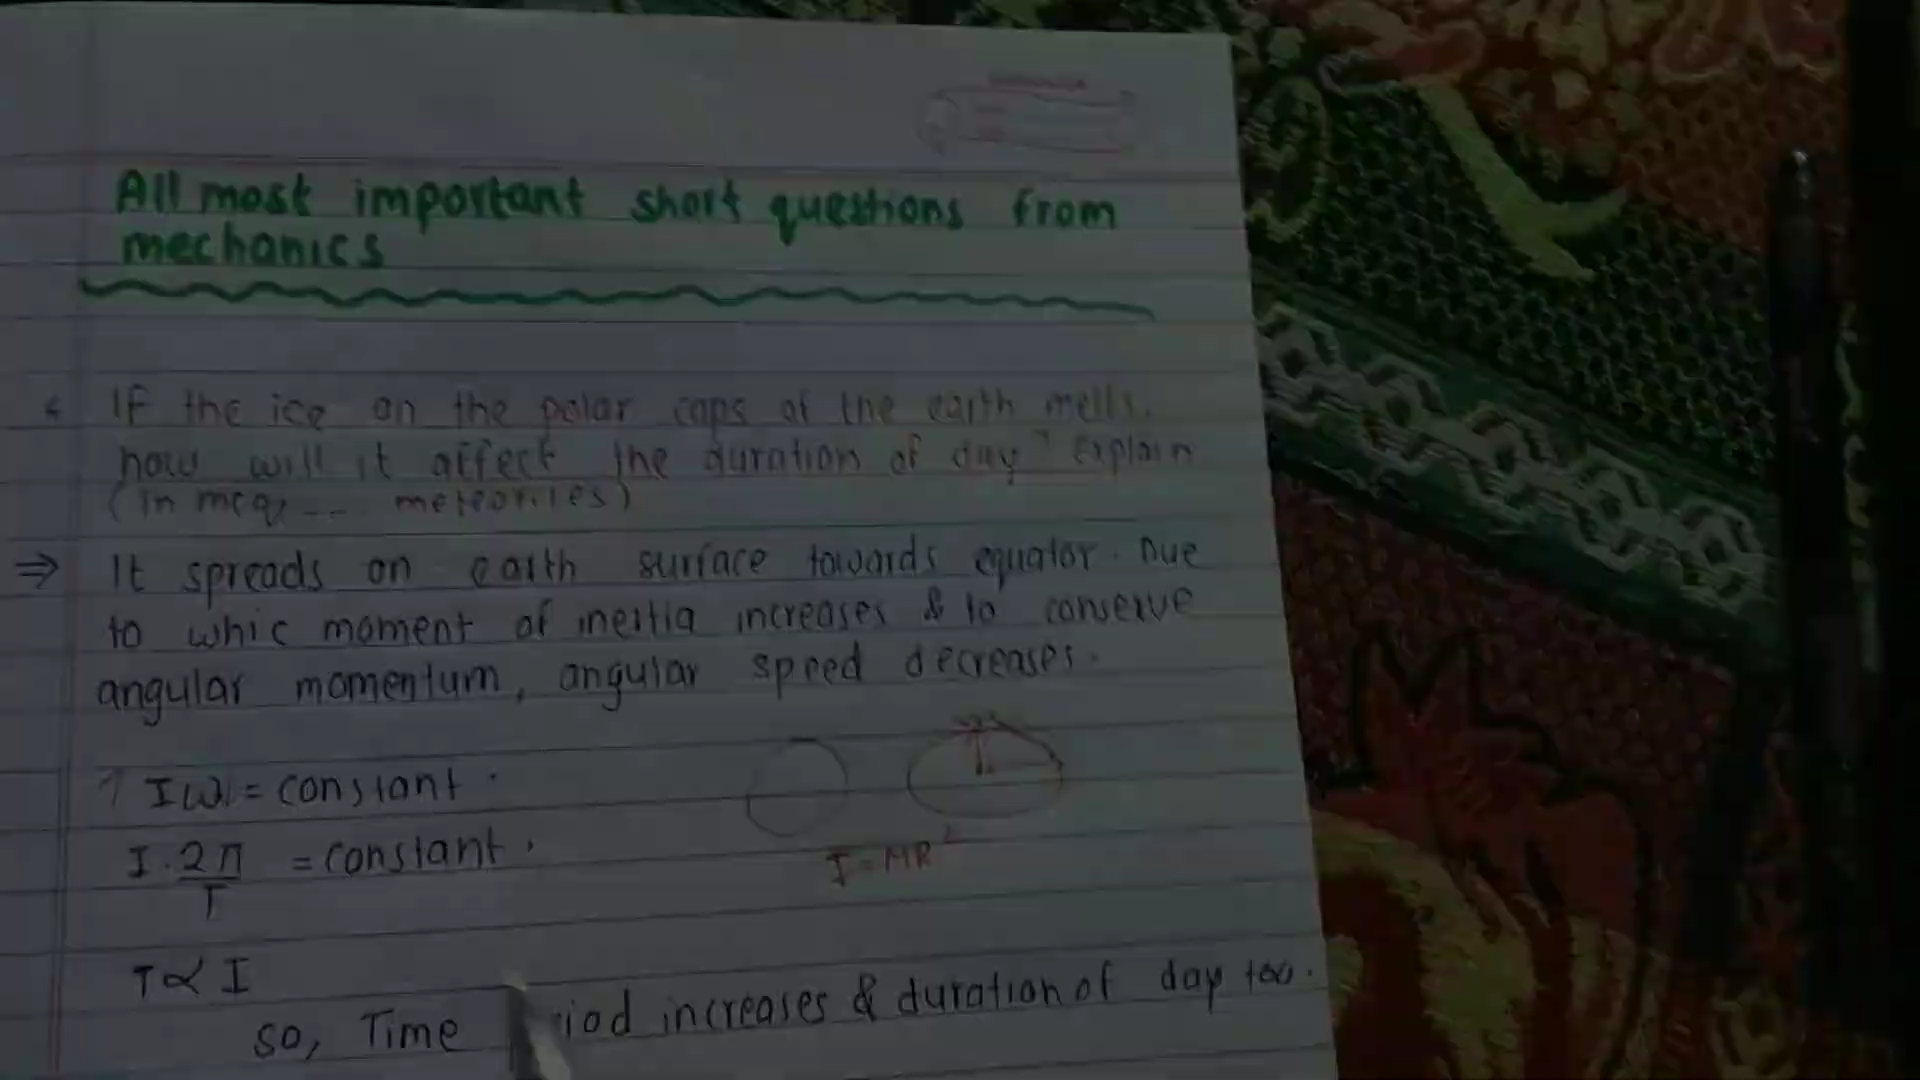 All most important short questions from
mechanics
If the ice on the polar caps of the earth melts.
how will it affect the duration of day? Explain
(in mcq, ... meteorites)
⇒ It spreads on earth surface towards equator. Due
to whic moment of inertia increases & to conserve
angular momentum, angular speed decreases.
Iω = constant.
I = MR²
I . 2π/T = constant.
T ∝ I
so, Time riod increases & duration of day too.